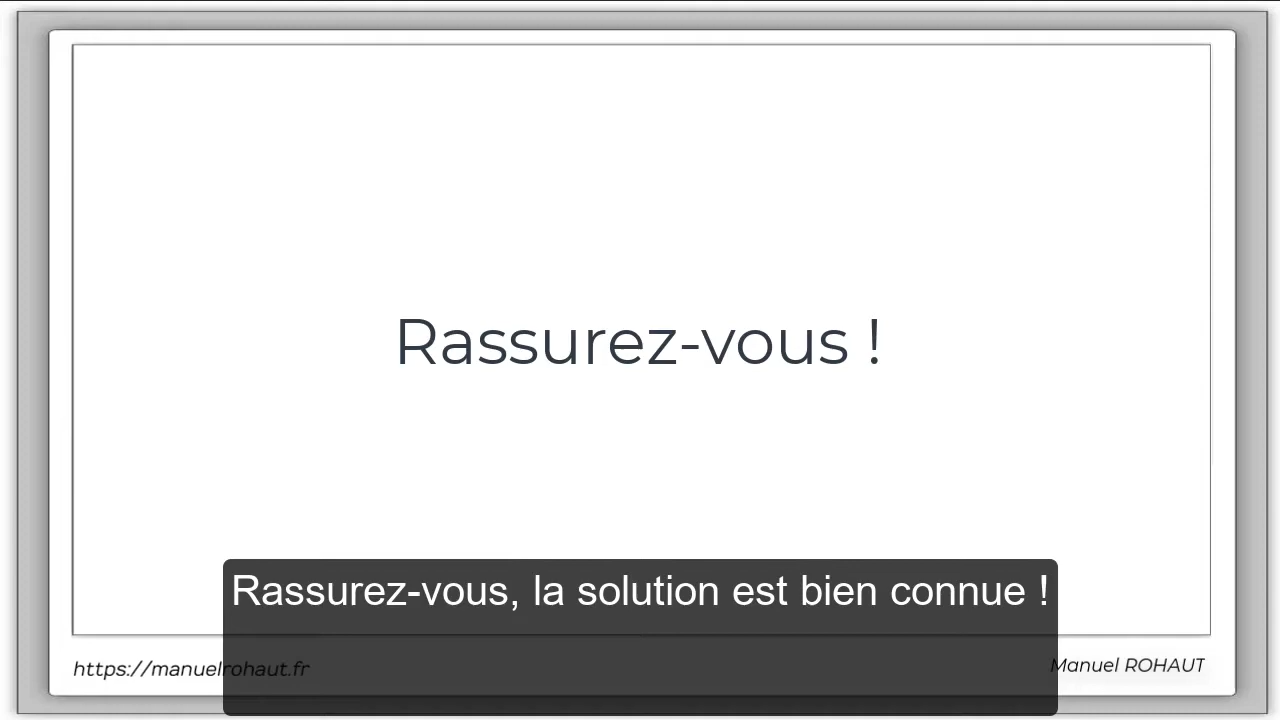 Rassurez-vous !
Rassurez-vous, la solution est bien connue !
https://manuelrohaut.fr
Manuel ROHAUT